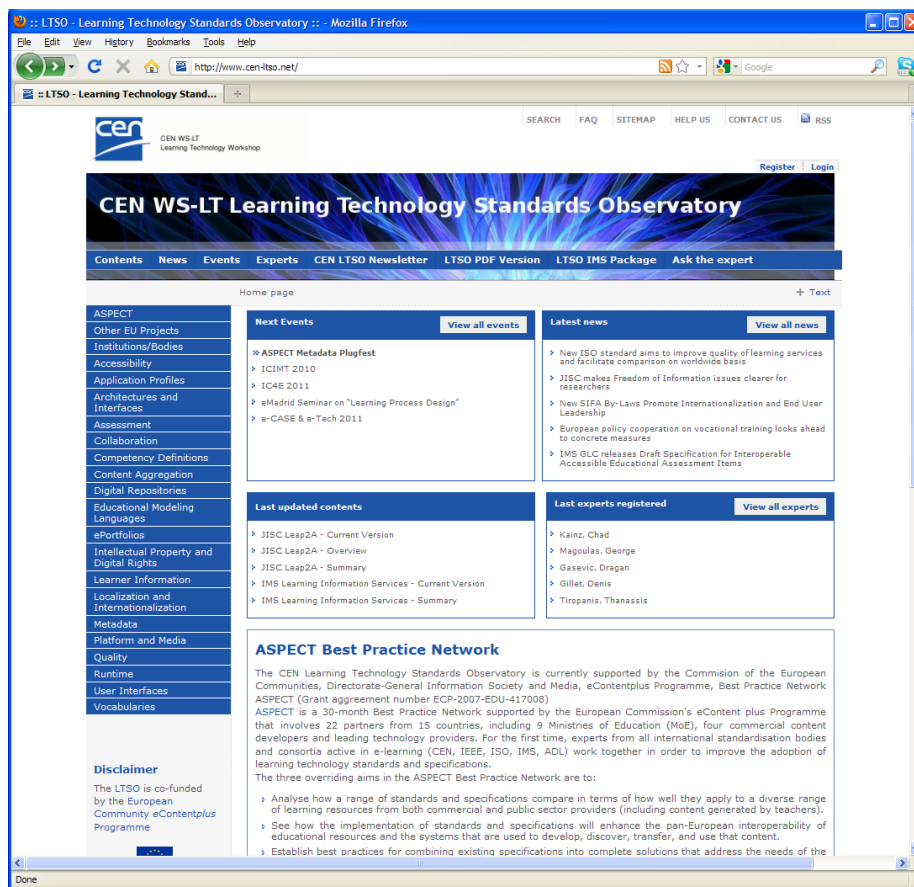 :: LTSO - Learning Technology Standards Observatory :: - Mozilla Firefox
File Edit View History Bookmarks Tools Help
http://www.cen-ltso.net/
Google
:: LTSO - Learning Technology Stand...
SEARCH FAQ SITEMAP HELP US CONTACT US RSS
cen
CEN WS-LT
Learning Technology Workshop
Register Login
CEN WS-LT Learning Technology Standards Observatory
Contents News Events Experts CEN LTSO Newsletter LTSO PDF Version LTSO IMS Package Ask the expert
Home page
+ Text
ASPECT
Other EU Projects
Institutions/Bodies
Accessibility
Application Profiles
Architectures and
Interfaces
Assessment
Collaboration
Competency Definitions
Content Aggregation
Digital Repositories
Educational Modeling
Languages
ePortfolios
Intellectual Property and
Digital Rights
Learner Information
Localization and
Internationalization
Metadata
Platform and Media
Quality
Runtime
User Interfaces
Vocabularies
Disclaimer
The LTSO is co-funded
by the European
Community eContentplus
Programme
Next Events
View all events
ASPECT Metadata Plugfest
ICIMT 2010
IC4E 2011
eMadrid Seminar on "Learning Process Design"
e-CASE & e-Tech 2011
Latest news
View all news
New ISO standard aims to improve quality of learning services
and facilitate comparison on worldwide basis
JISC makes Freedom of Information issues clearer for
researchers
New SIFA By-Laws Promote Internationalization and End User
Leadership
European policy cooperation on vocational training looks ahead
to concrete measures
IMS GLC releases Draft Specification for Interoperable
Accessible Educational Assessment Items
Last updated contents
JISC Leap2A - Current Version
JISC Leap2A - Overview
JISC Leap2A - Summary
IMS Learning Information Services - Current Version
IMS Learning Information Services - Summary
Last experts registered
View all experts
Kainz, Chad
Magoulas, George
Gasevic, Dragan
Gillet, Denis
Tiropanis, Thanassis
ASPECT Best Practice Network
The CEN Learning Technology Standards Observatory is currently supported by the Commision of the European
Communities, Directorate-General Information Society and Media, eContentplus Programme, Best Practice Network
ASPECT (Grant aggreement number ECP-2007-EDU-417008)
ASPECT is a 30-month Best Practice Network supported by the European Commission's eContent plus Programme
that involves 22 partners from 15 countries, including 9 Ministries of Education (MoE), four commercial content
developers and leading technology providers. For the first time, experts from all international standardisation bodies
and consortia active in e-learning (CEN, IEEE, ISO, IMS, ADL) work together in order to improve the adoption of
learning technology standards and specifications.
The three overriding aims in the ASPECT Best Practice Network are to:
Analyse how a range of standards and specifications compare in terms of how well they apply to a diverse range
of learning resources from both commercial and public sector providers (including content generated by teachers).
See how the implementation of standards and specifications will enhance the pan-European interoperability of
educational resources and the systems that are used to develop, discover, transfer, and use that content.
Establish best practices for combining existing specifications into complete solutions that address the needs of the
Done